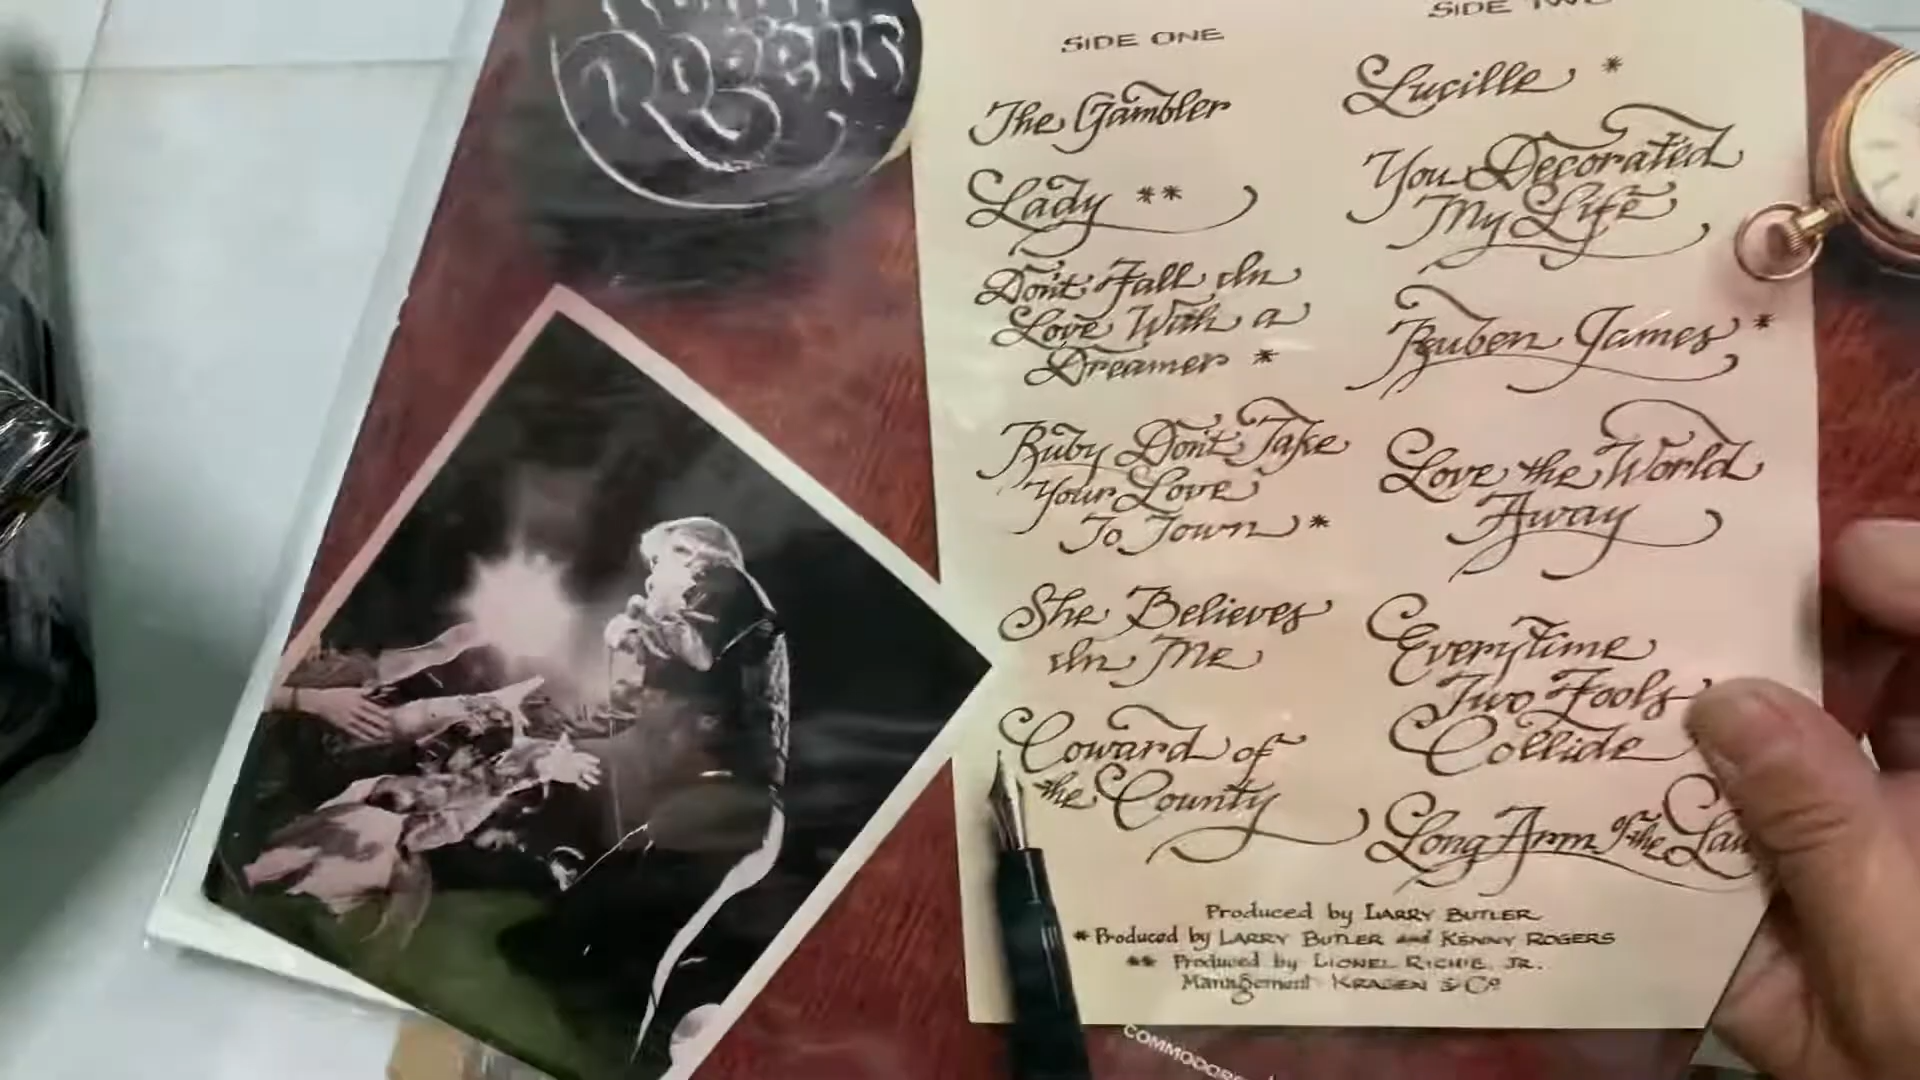 Rogers
SIDE ONE
The Gambler
Lady **
Don't Fall In
Love With a
Dreamer *
Ruby Don't Take
Your Love
To Town *
She Believes
In Me
Coward of
the County
SIDE TWO
Lucille *
You Decorated
My Life
Ruben James *
Love the World
Away
Everytime
Two Fools
Collide
Long Arm of the Law
Produced by LARRY BUTLER
* Produced by LARRY BUTLER and KENNY ROGERS
** Produced by LIONEL RICHIE, JR.
Management KRAGEN & Co